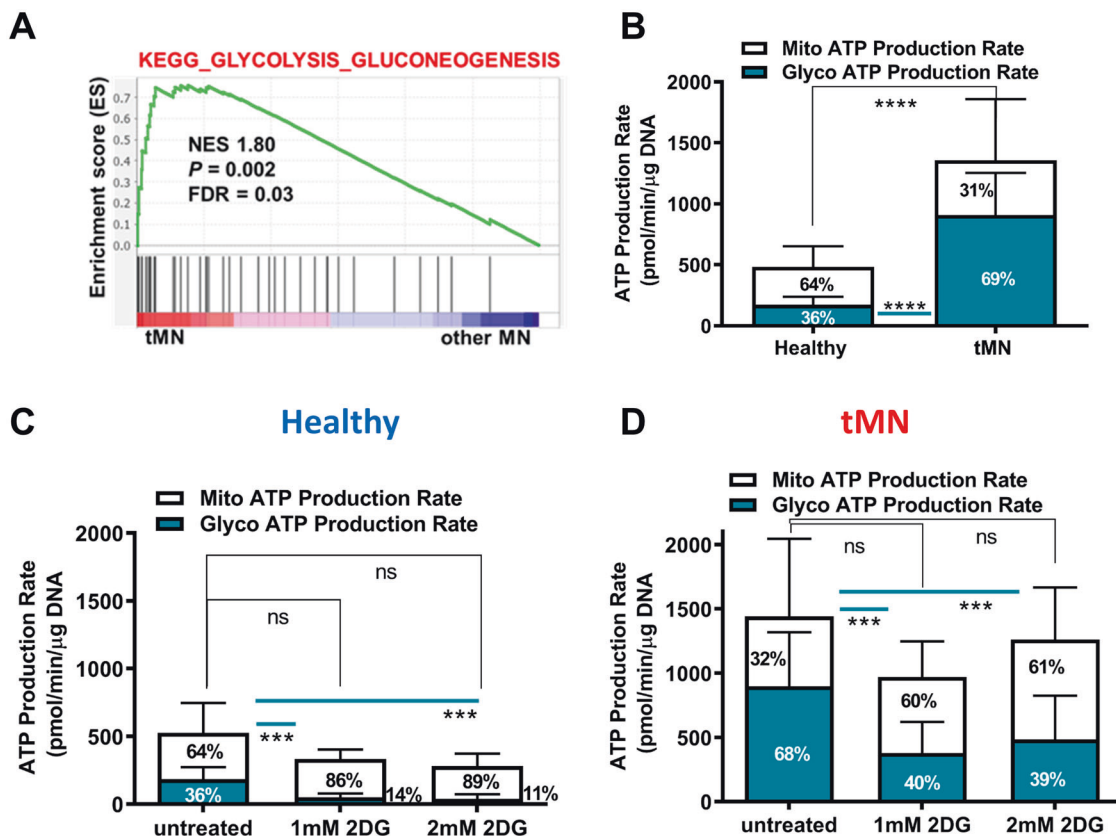 A
KEGG_GLYCOLYSIS_GLUCONEOGENESIS
Enrichment score (ES)
0.7
0.6
0.5
0.4
0.3
0.2
0.1
0.0
NES 1.80
P = 0.002
FDR = 0.03
tMN
other MN
B
Mito ATP Production Rate
Glyco ATP Production Rate
ATP Production Rate
(pmol/min/µg DNA
2000
1500
1000
500
0
****
31%
69%
64%
36%
****
Healthy
tMN
C
Healthy
Mito ATP Production Rate
Glyco ATP Production Rate
ATP Production Rate
(pmol/min/µg DNA
2000
1500
1000
500
0
ns
ns
***
***
64%
36%
86%
14%
89%
11%
untreated
1mM 2DG
2mM 2DG
D
tMN
Mito ATP Production Rate
Glyco ATP Production Rate
ATP Production Rate
(pmol/min/µg DNA
2000
1500
1000
500
0
ns
ns
***
***
32%
68%
60%
40%
61%
39%
untreated
1mM 2DG
2mM 2DG